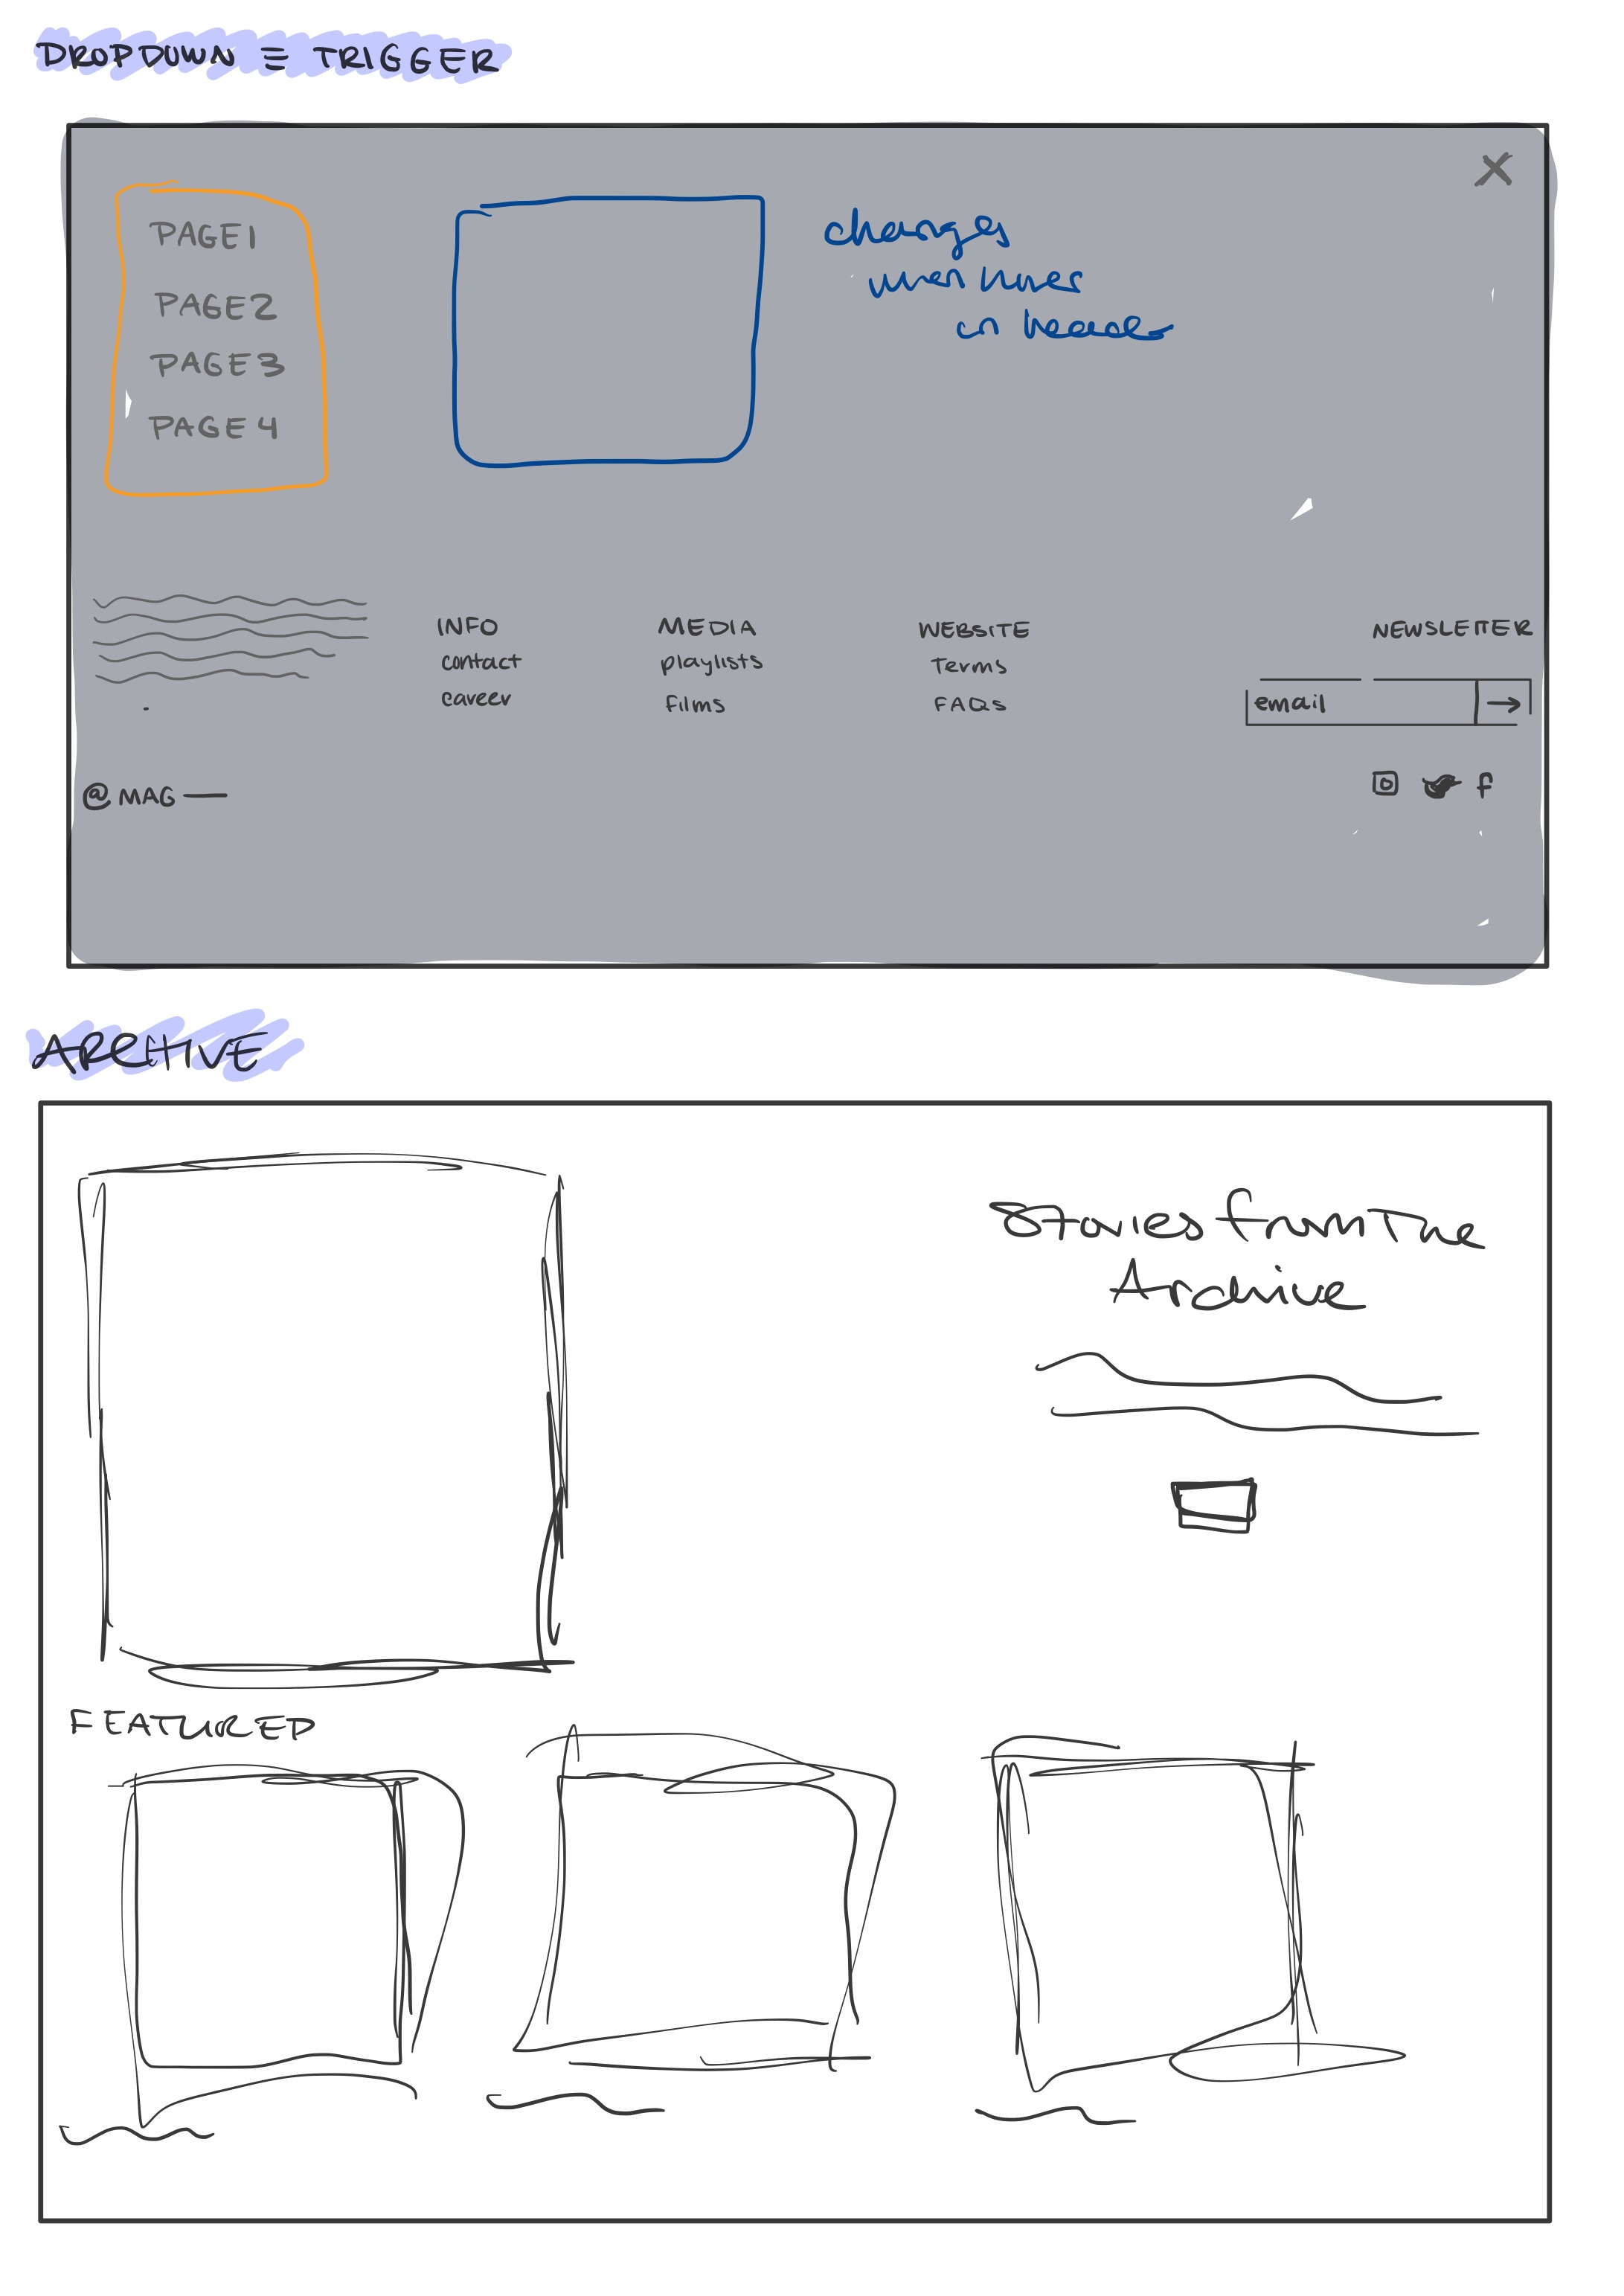 DROPDOWN ≡ TRIGGER
X
PAGE 1
PAGE 2
PAGE 3
PAGE 4
changes
when hover
on
INFO
contact
career
MEDIA
playlists
films
WEBSITE
Terms
FAQs
NEWSLETTER
email →
@ MAG
f
ARCHIVE
Stories from The
Archive
FEATURED